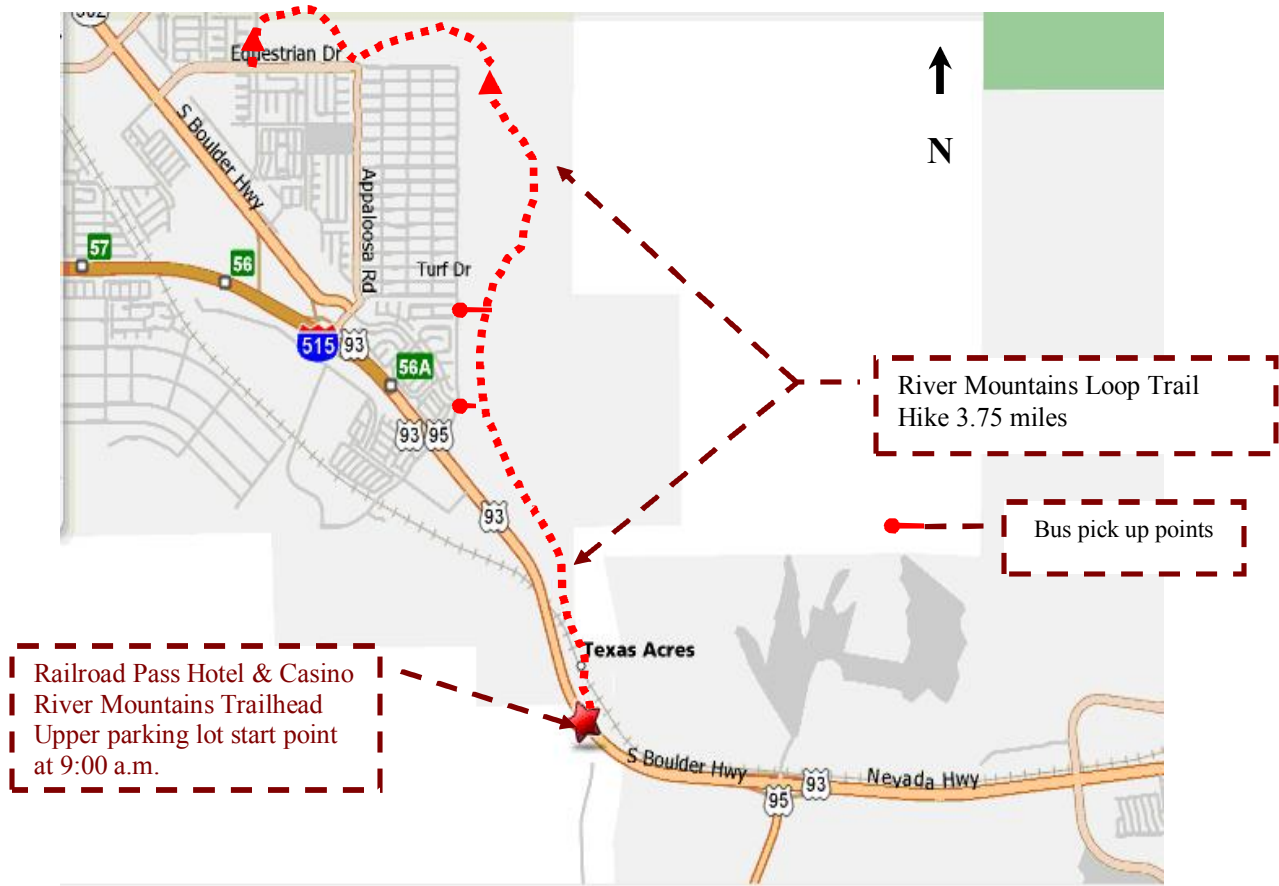 Equestrian Dr
N
S Boulder Hwy
Appaloosa Rd
57
56
Turf Dr
515
93
56A
River Mountains Loop Trail
Hike 3.75 miles
93
95
93
Bus pick up points
Texas Acres
Railroad Pass Hotel & Casino
River Mountains Trailhead
Upper parking lot start point
at 9:00 a.m.
S Boulder Hwy
93
Nevada Hwy
95